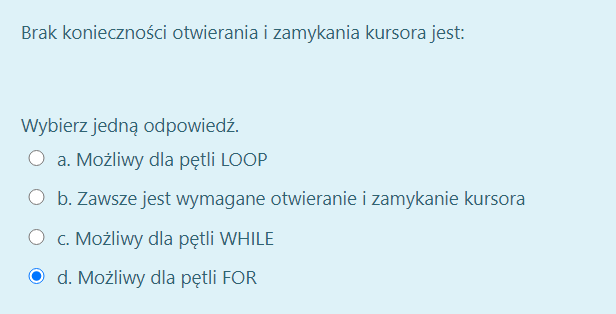 Brak konieczności otwierania i zamykania kursora jest:
Wybierz jedną odpowiedź.
a. Możliwy dla pętli LOOP
b. Zawsze jest wymagane otwieranie i zamykanie kursora
c. Możliwy dla pętli WHILE
d. Możliwy dla pętli FOR